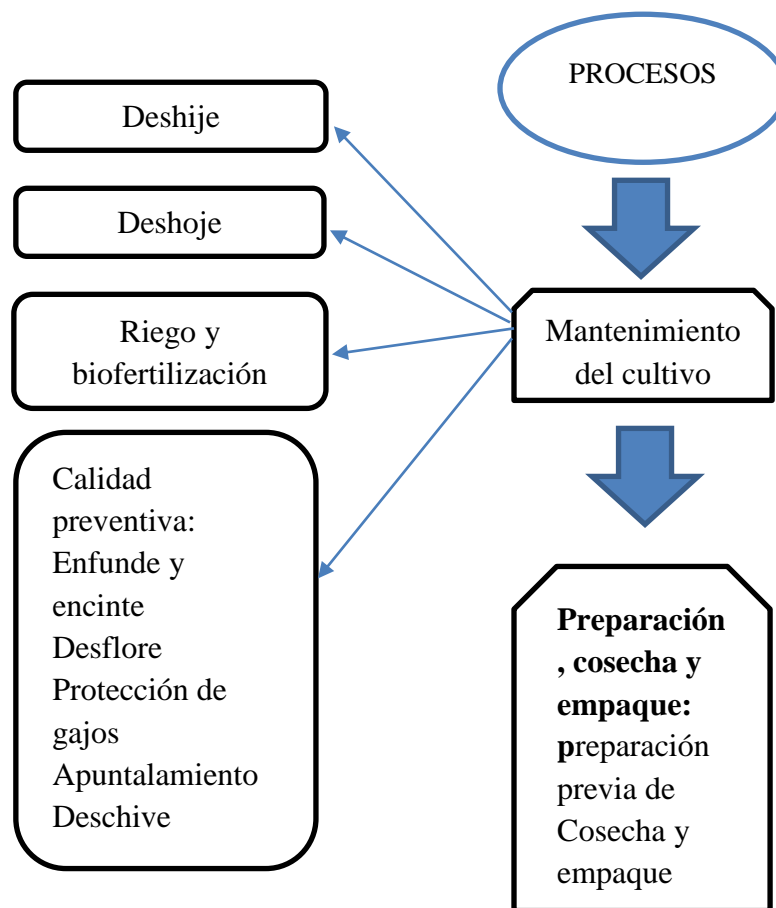 PROCESOS
Deshije
Deshoje
Riego y
biofertilización
Mantenimiento
del cultivo
Calidad
preventiva:
Enfunde y
encinte
Desflore
Protección de
gajos
Apuntalamiento
Deschive
Preparación
, cosecha y
empaque:
preparación
previa de
Cosecha y
empaque